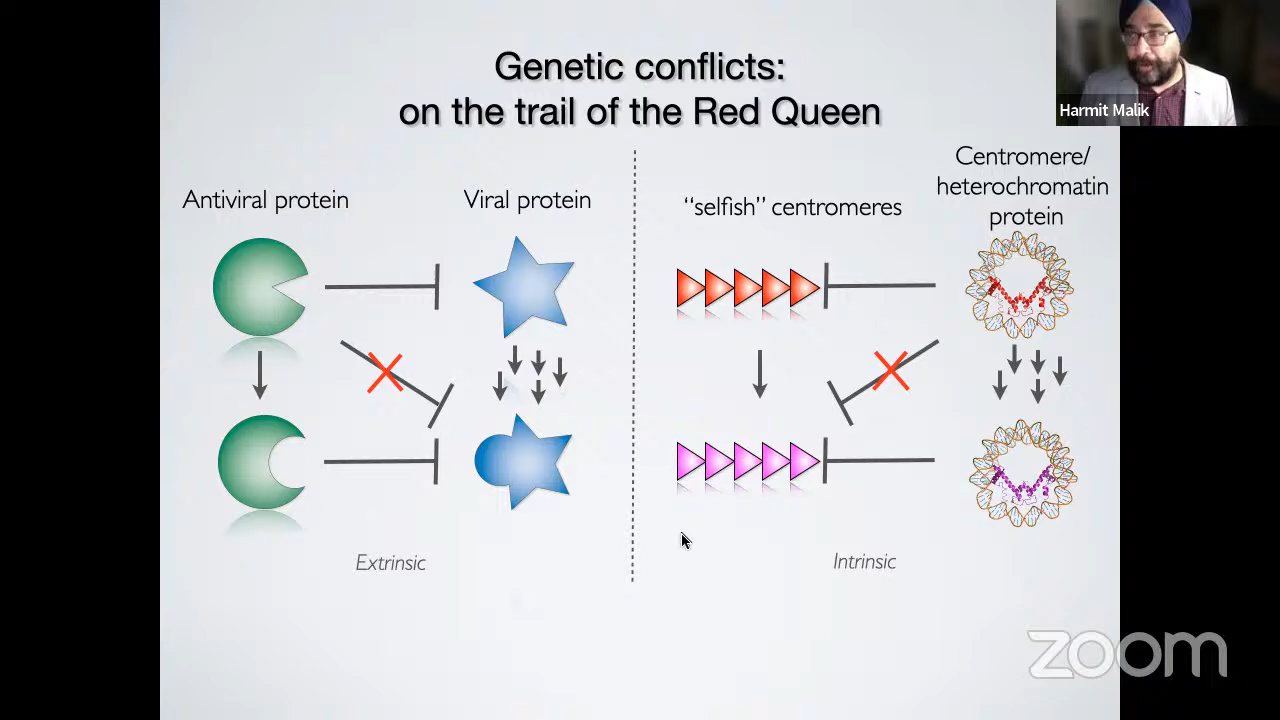 Genetic conflicts:
on the trail of the Red Queen
Harmit Malik
Antiviral protein
Viral protein
“selfish” centromeres
Centromere/
heterochromatin
protein
Extrinsic
Intrinsic
zoom